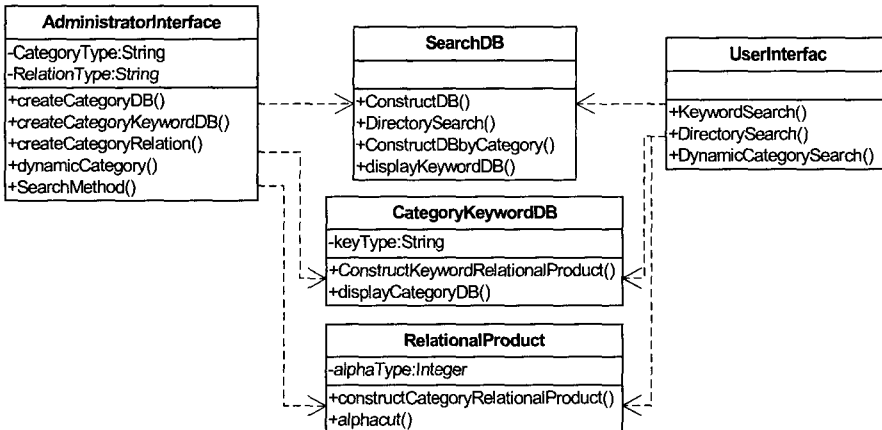 AdministratorInterface
-CategoryType:String
-RelationType:String
+createCategoryDB()
+createCategoryKeywordDB()
+createCategoryRelation()
+dynamicCategory()
+SearchMethod()
SearchDB
+ConstructDB()
+DirectorySearch()
+ConstructDBbyCategory()
+displayKeywordDB()
UserInterfac
+KeywordSearch()
+DirectorySearch()
+DynamicCategorySearch()
CategoryKeywordDB
-keyType:String
+ConstructKeywordRelationalProduct()
+displayCategoryDB()
RelationalProduct
-alphaType:Integer
+constructCategoryRelationalProduct()
+alphacut()